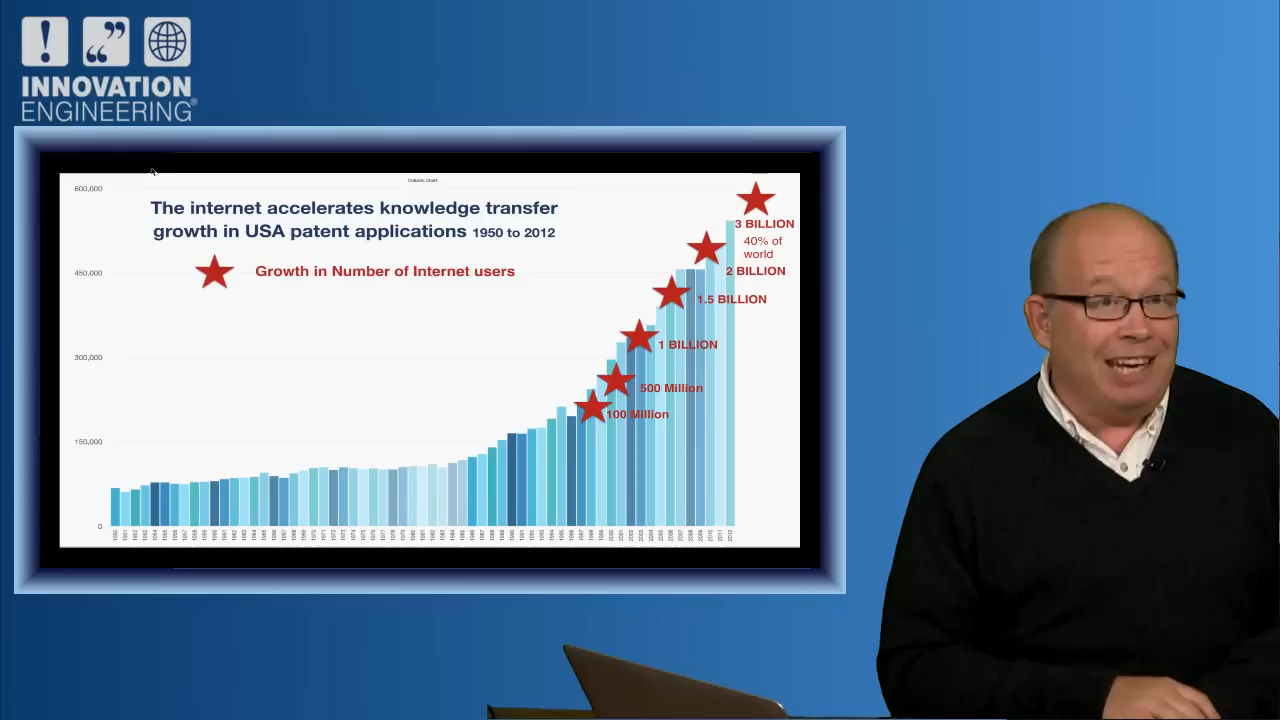 INNOVATION
ENGINEERING®
Column Chart
600,000
The internet accelerates knowledge transfer
growth in USA patent applications 1950 to 2012
3 BILLION
40% of
world
450,000
Growth in Number of Internet users
2 BILLION
1.5 BILLION
300,000
1 BILLION
500 Million
100 Million
150,000
0